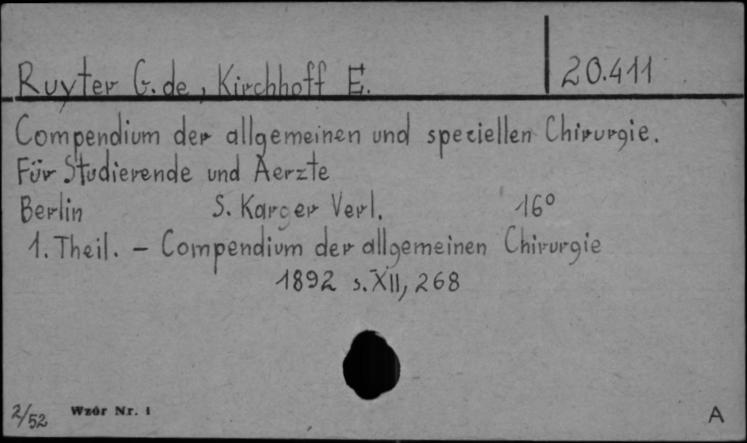 Ruyter G. de, Kirchhoff E.
20.411
Compendium der allgemeinen und speciellen Chirurgie.
Für Studierende und Aerzte
Berlin S. Karger Verl. 16°
1. Theil. – Compendium der allgemeinen Chirurgie
1892 s. XII, 268
2/52 Wzór Nr. 1 A